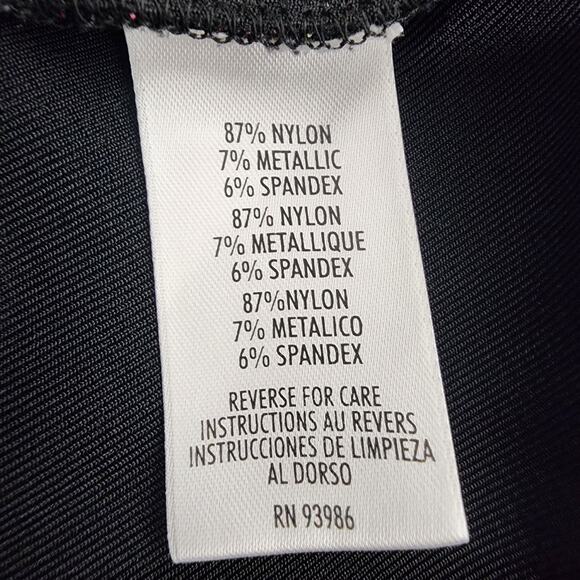 87% NYLON
7% METALLIC
6% SPANDEX
87% NYLON
7% METALLIQUE
6% SPANDEX
87%NYLON
7% METALICO
6% SPANDEX
REVERSE FOR CARE
INSTRUCTIONS AU REVERS
INSTRUCCIONES DE LIMPIEZA
AL DORSO
RN 93986